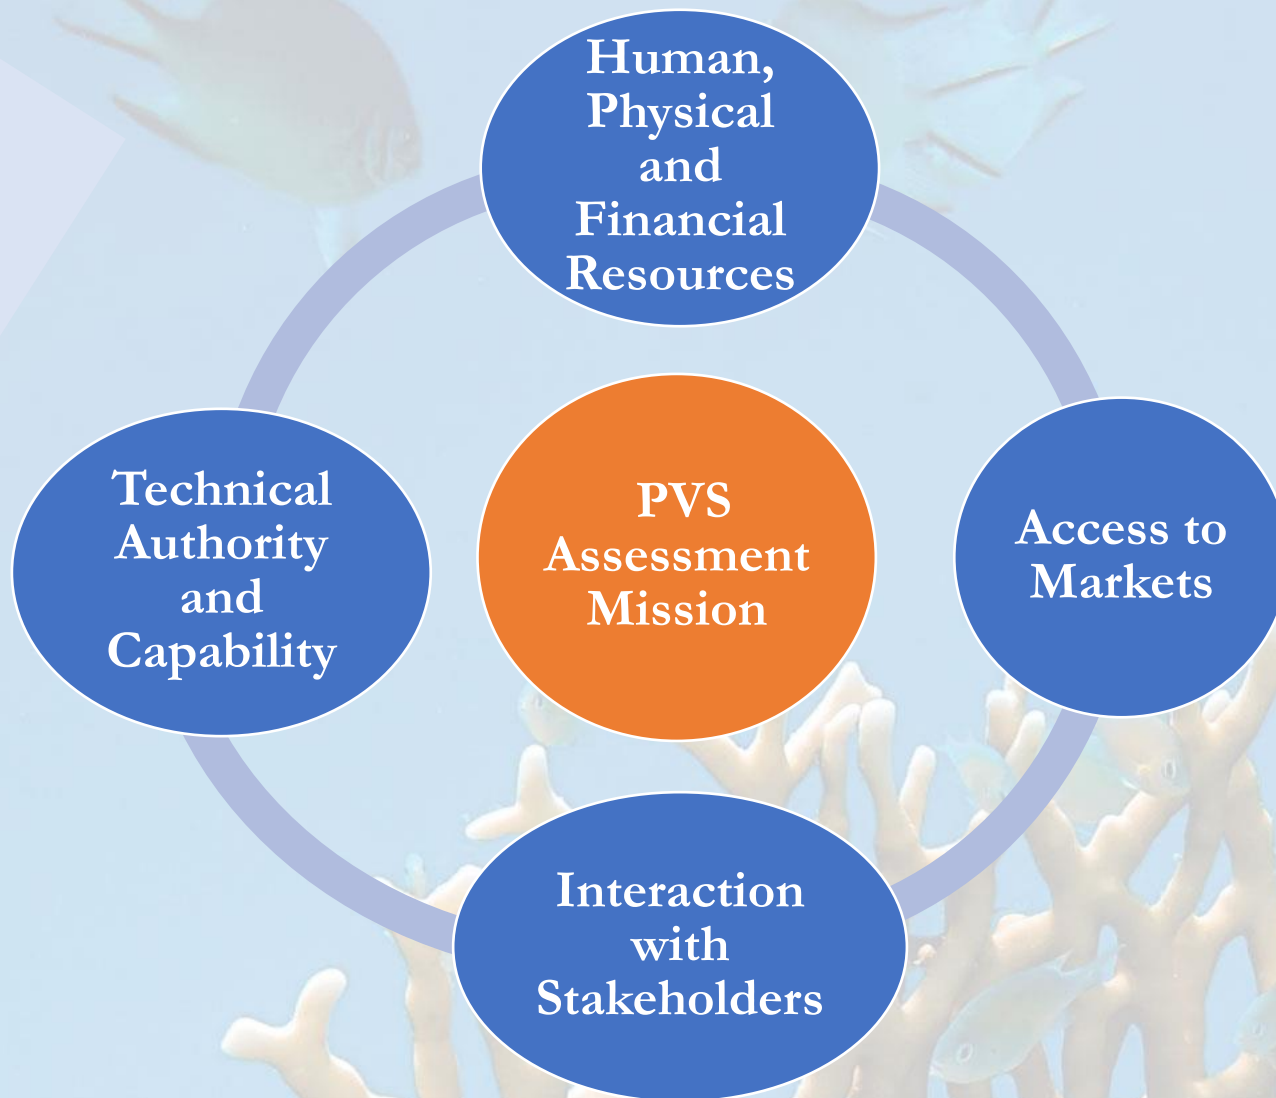 Human,
Physical
and
Financial
Resources
Technical
Authority
and
Capability
PVS
Assessment
Mission
Access to
Markets
Interaction
with
Stakeholders